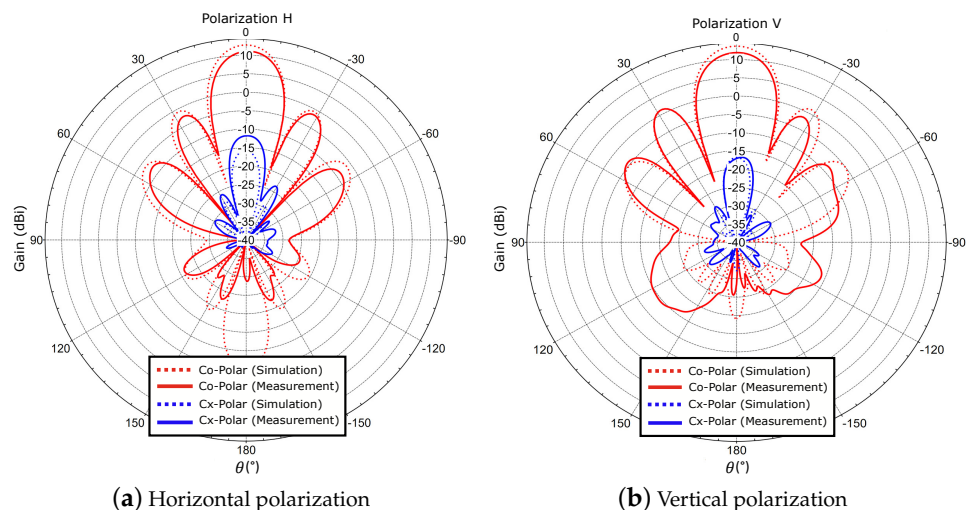 Polarization H
0
30
-30
60
-60
90
-90
120
-120
150
-150
180
10
5
0
-5
-10
-15
-20
-25
-30
-35
-40
Gain (dBi)
Co-Polar (Simulation)
Co-Polar (Measurement)
Cx-Polar (Simulation)
Cx-Polar (Measurement)
θ(°)
(a) Horizontal polarization
Polarization V
0
30
-30
60
-60
90
-90
120
-120
150
-150
180
10
5
0
-5
-10
-15
-20
-25
-30
-35
-40
Gain (dBi)
Co-Polar (Simulation)
Co-Polar (Measurement)
Cx-Polar (Simulation)
Cx-Polar (Measurement)
θ(°)
(b) Vertical polarization